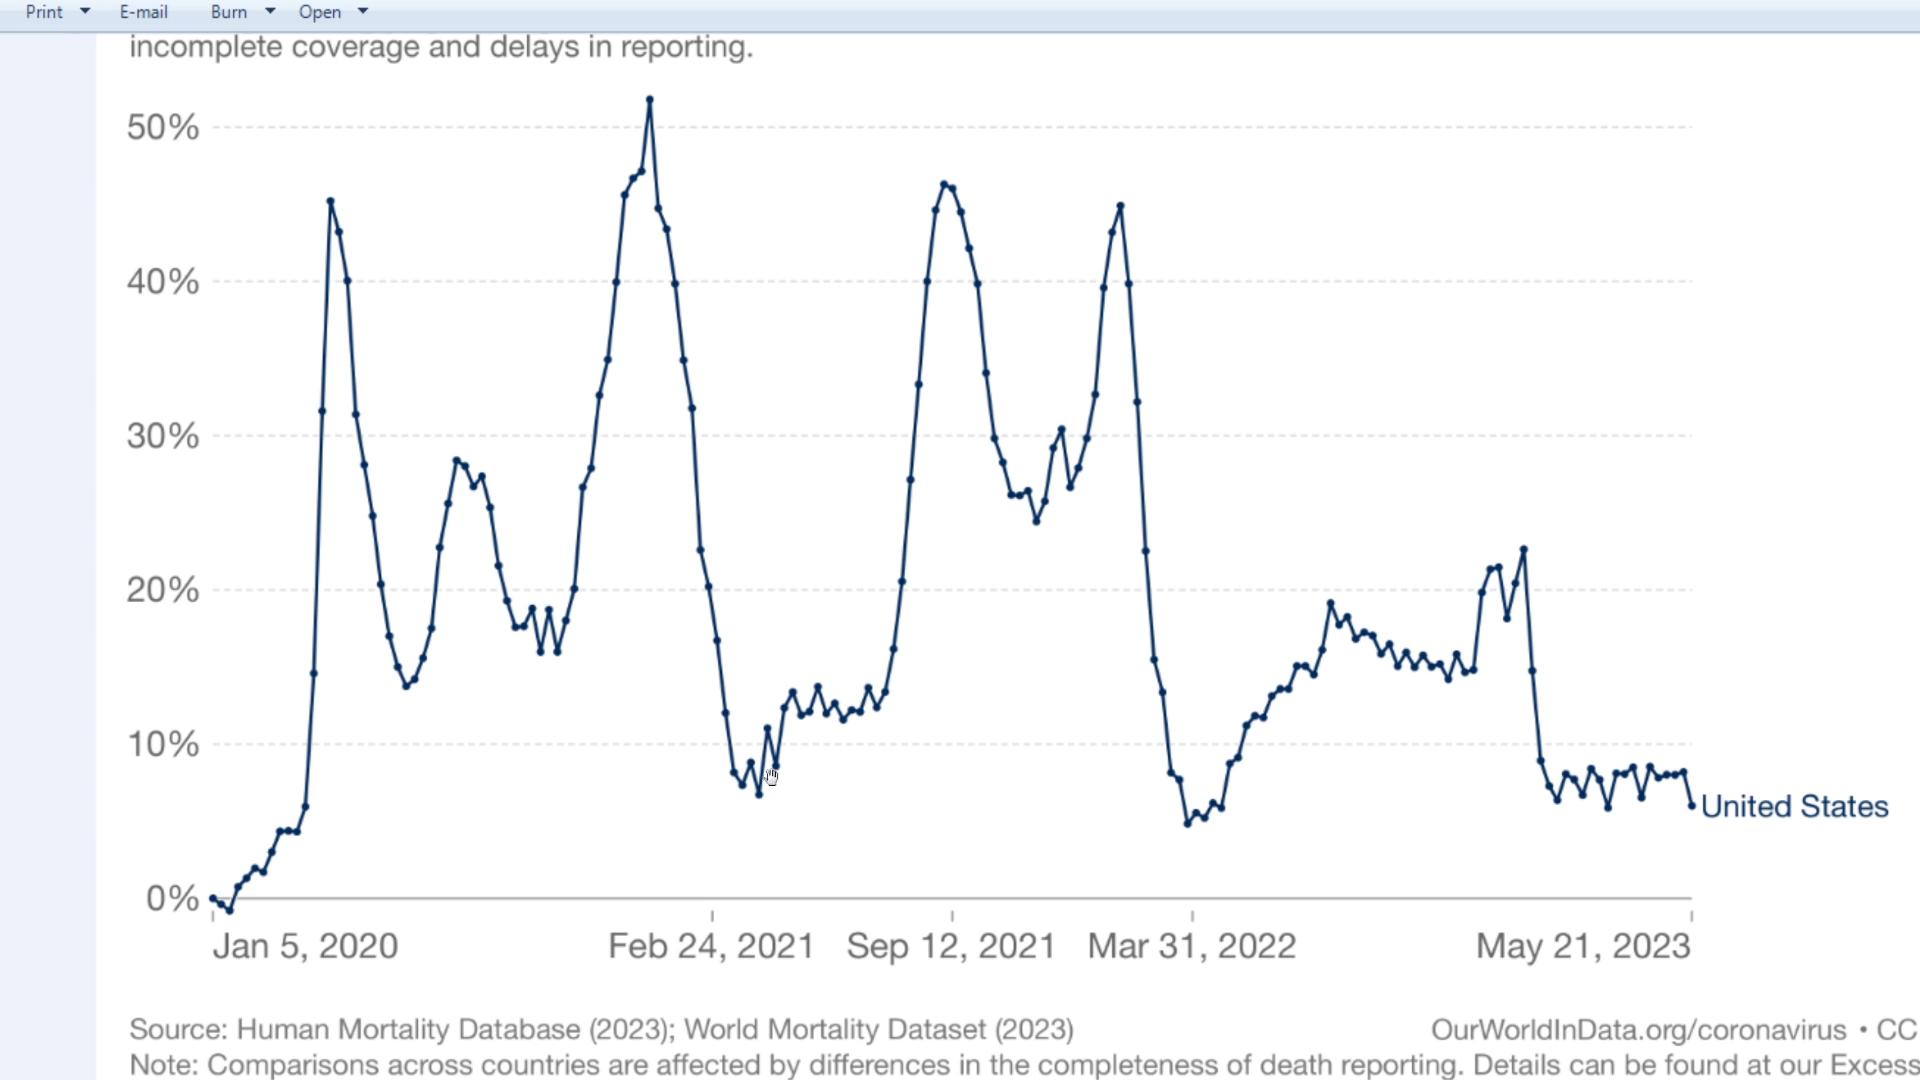 Print E-mail Burn Open
incomplete coverage and delays in reporting.
50%
40%
30%
20%
10%
United States
0%
Jan 5, 2020 Feb 24, 2021 Sep 12, 2021 Mar 31, 2022 May 21, 2023
Source: Human Mortality Database (2023); World Mortality Dataset (2023) OurWorldInData.org/coronavirus • CC
Note: Comparisons across countries are affected by differences in the completeness of death reporting. Details can be found at our Excess